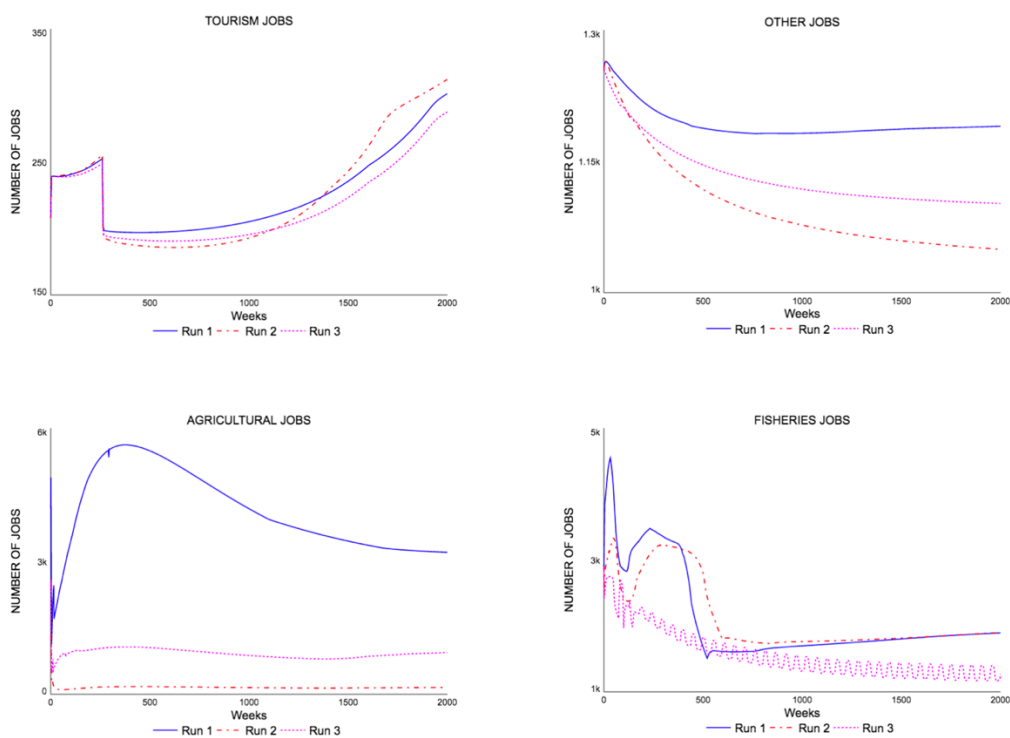 TOURISM JOBS
350
250
150
NUMBER OF JOBS
0 500 1000 1500 2000
Weeks
Run 1 Run 2 Run 3
OTHER JOBS
1.3k
1.15k
1k
NUMBER OF JOBS
0 500 1000 1500 2000
Weeks
Run 1 Run 2 Run 3
AGRICULTURAL JOBS
6k
3k
0
NUMBER OF JOBS
0 500 1000 1500 2000
Weeks
Run 1 Run 2 Run 3
FISHERIES JOBS
5k
3k
1k
NUMBER OF JOBS
0 500 1000 1500 2000
Weeks
Run 1 Run 2 Run 3